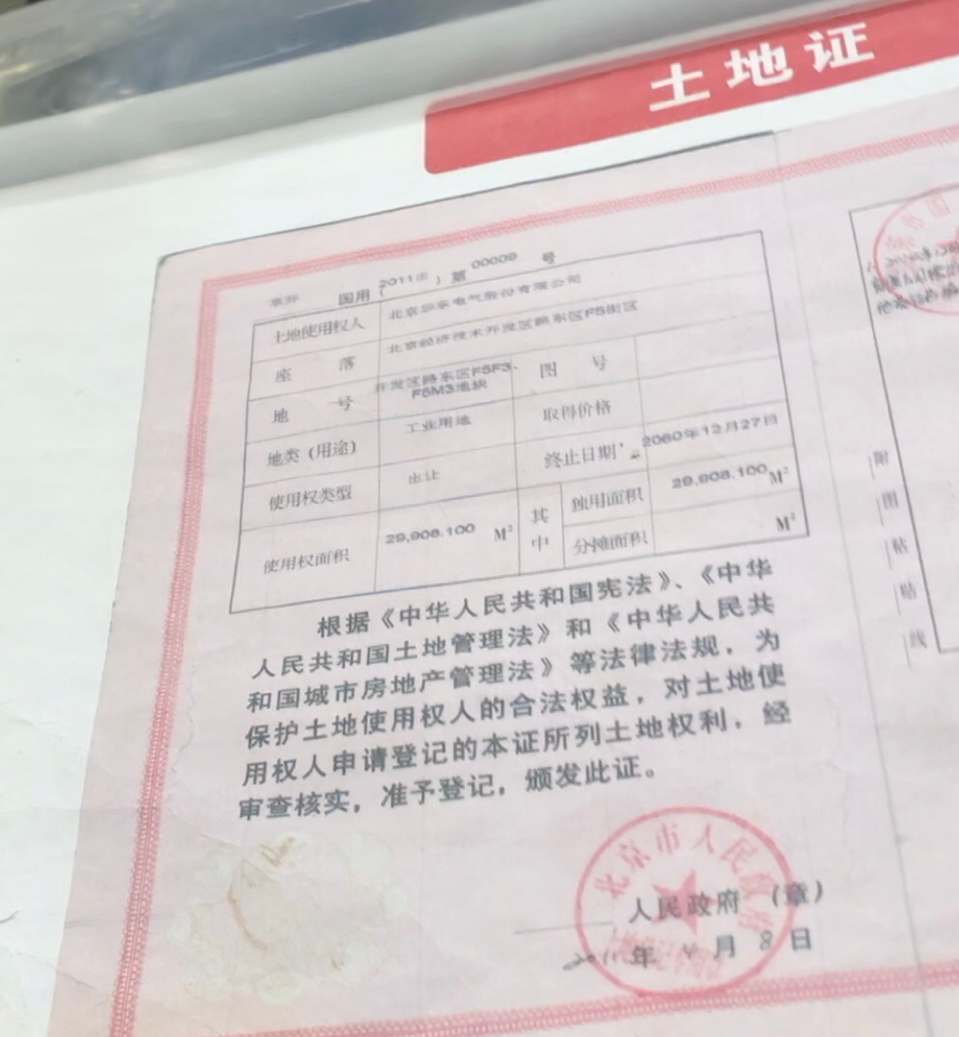 土地证
京开 国用（2011出）第 00009 号
土地使用权人 北京 东电气股份有限公司
座 落 北京经济技术开发区路东区F5街区
地 号 开发区路东区F5F3、F5M3地块 图 号
地类（用途） 工业用地 取得价格
使用权类型 出让 终止日期 2060年12月27日
使用权面积 29,908.100 M² 其中 独用面积 29,908.100 M²
分摊面积 M²
根据《中华人民共和国宪法》、《中华
人民共和国土地管理法》和《中华人民共
和国城市房地产管理法》等法律法规，为
保护土地使用权人的合法权益，对土地使
用权人申请登记的本证所列土地权利，经
审查核实，准予登记，颁发此证。
北京市人民政府
人民政府（章）
2011年 4 月 8 日
附图粘贴线